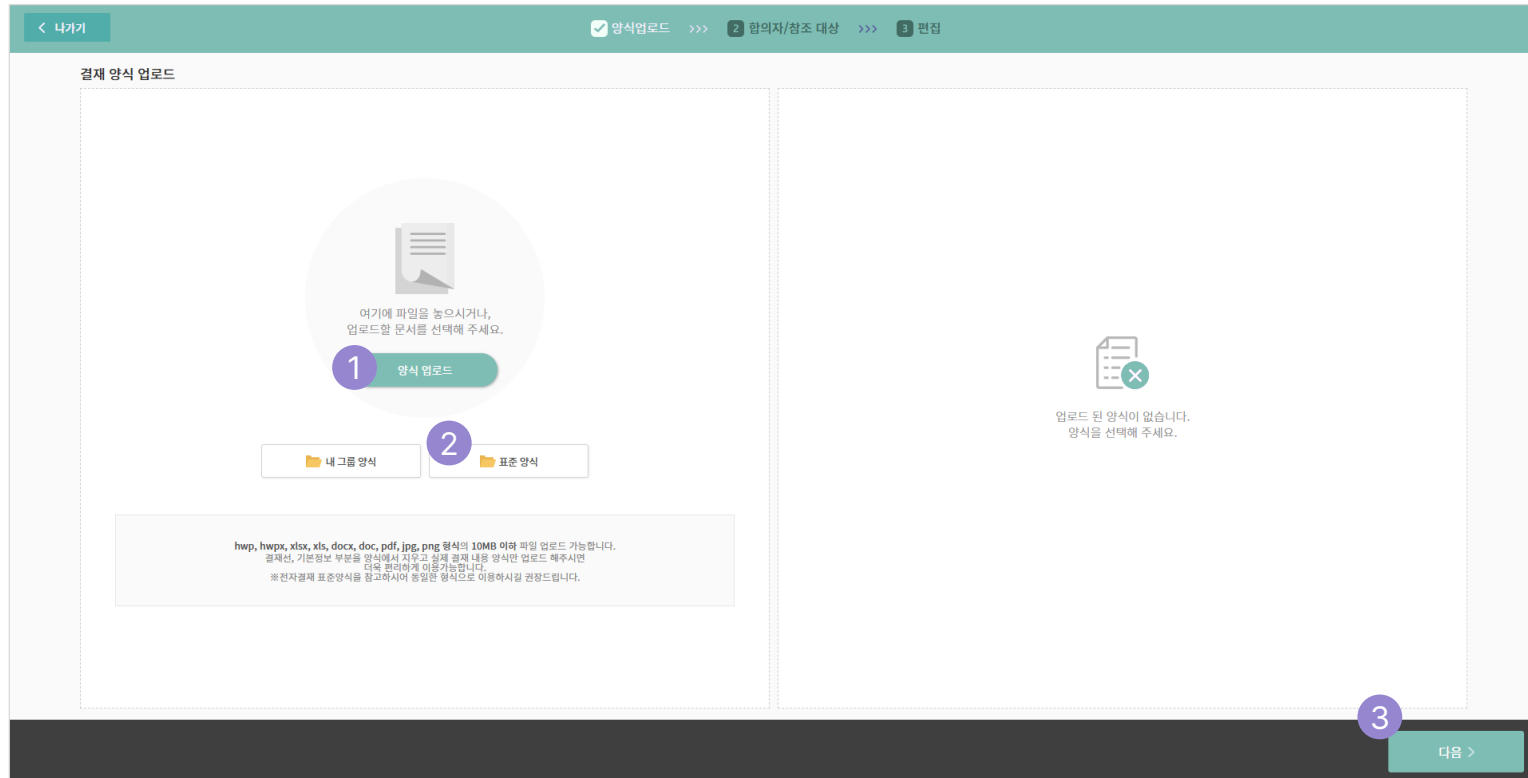 < 나가기
양식업로드 >>> 2 합의자/참조 대상 >>> 3 편집
결재 양식 업로드
여기에 파일을 놓으시거나,
업로드할 문서를 선택해 주세요.
1 양식 업로드
2
내 그룹 양식
표준 양식
hwp, hwpx, xlsx, xls, docx, doc, pdf, jpg, png 형식의 10MB 이하 파일 업로드 가능합니다.
결재선, 기본정보 부분을 양식에서 지우고 실제 결재 내용 양식만 업로드 해주시면
더욱 편리하게 이용가능합니다.
※전자결재 표준양식을 참고하시어 동일한 형식으로 이용하시길 권장드립니다.
업로드 된 양식이 없습니다.
양식을 선택해 주세요.
3
다음 >